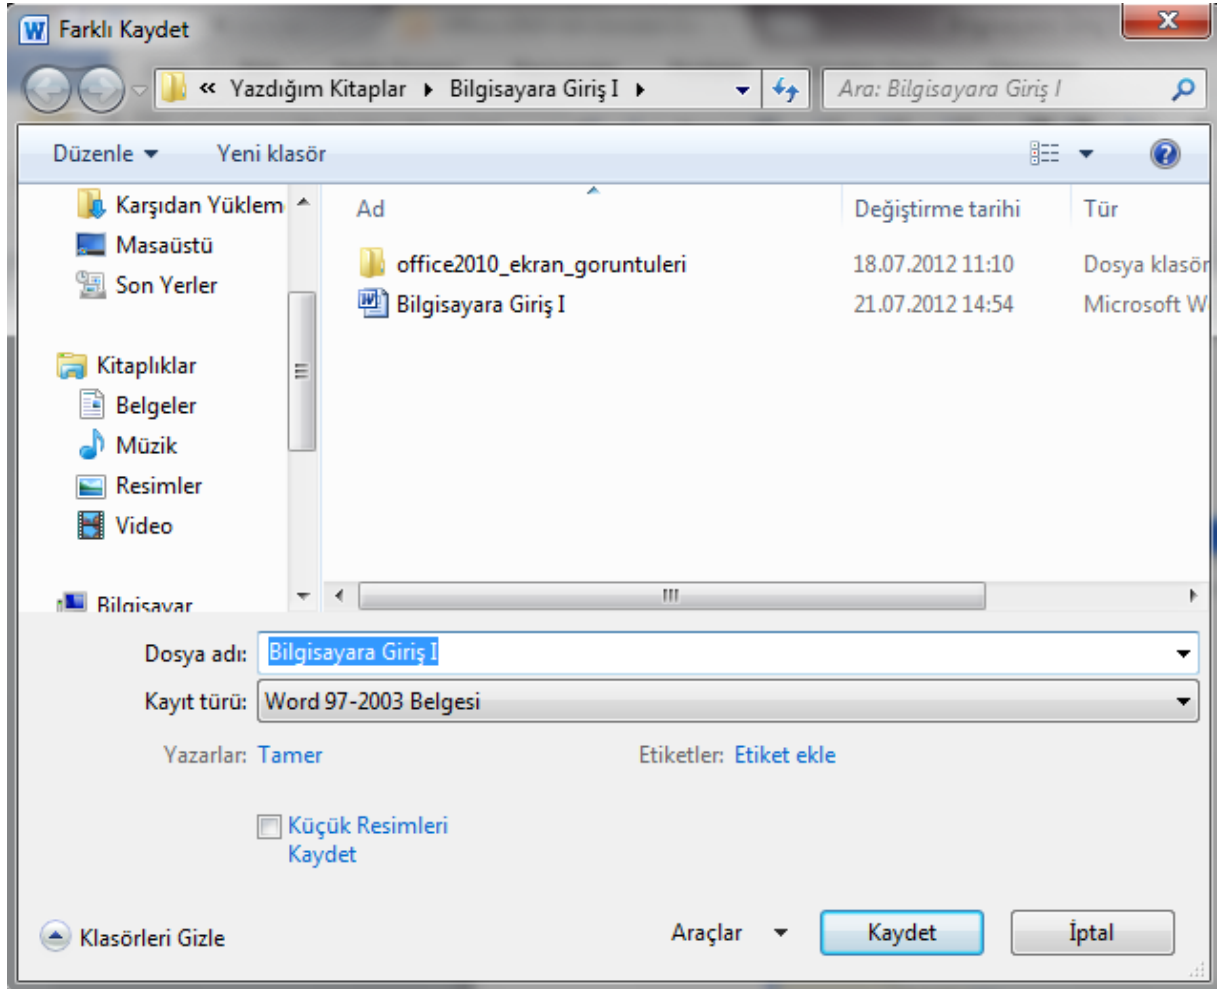 Farklı Kaydet
« Yazdığım Kitaplar ▸ Bilgisayara Giriş I ▸
Ara: Bilgisayara Giriş I
Düzenle
Yeni klasör
Karşıdan Yüklem
Masaüstü
Son Yerler
Kitaplıklar
Belgeler
Müzik
Resimler
Video
Bilgisayar
Ad Değiştirme tarihi Tür
office2010_ekran_goruntuleri 18.07.2012 11:10 Dosya klasör
Bilgisayara Giriş I 21.07.2012 14:54 Microsoft W
Dosya adı: Bilgisayara Giriş I
Kayıt türü: Word 97-2003 Belgesi
Yazarlar: Tamer
Etiketler: Etiket ekle
Küçük Resimleri
Kaydet
Klasörleri Gizle
Araçlar
Kaydet
İptal